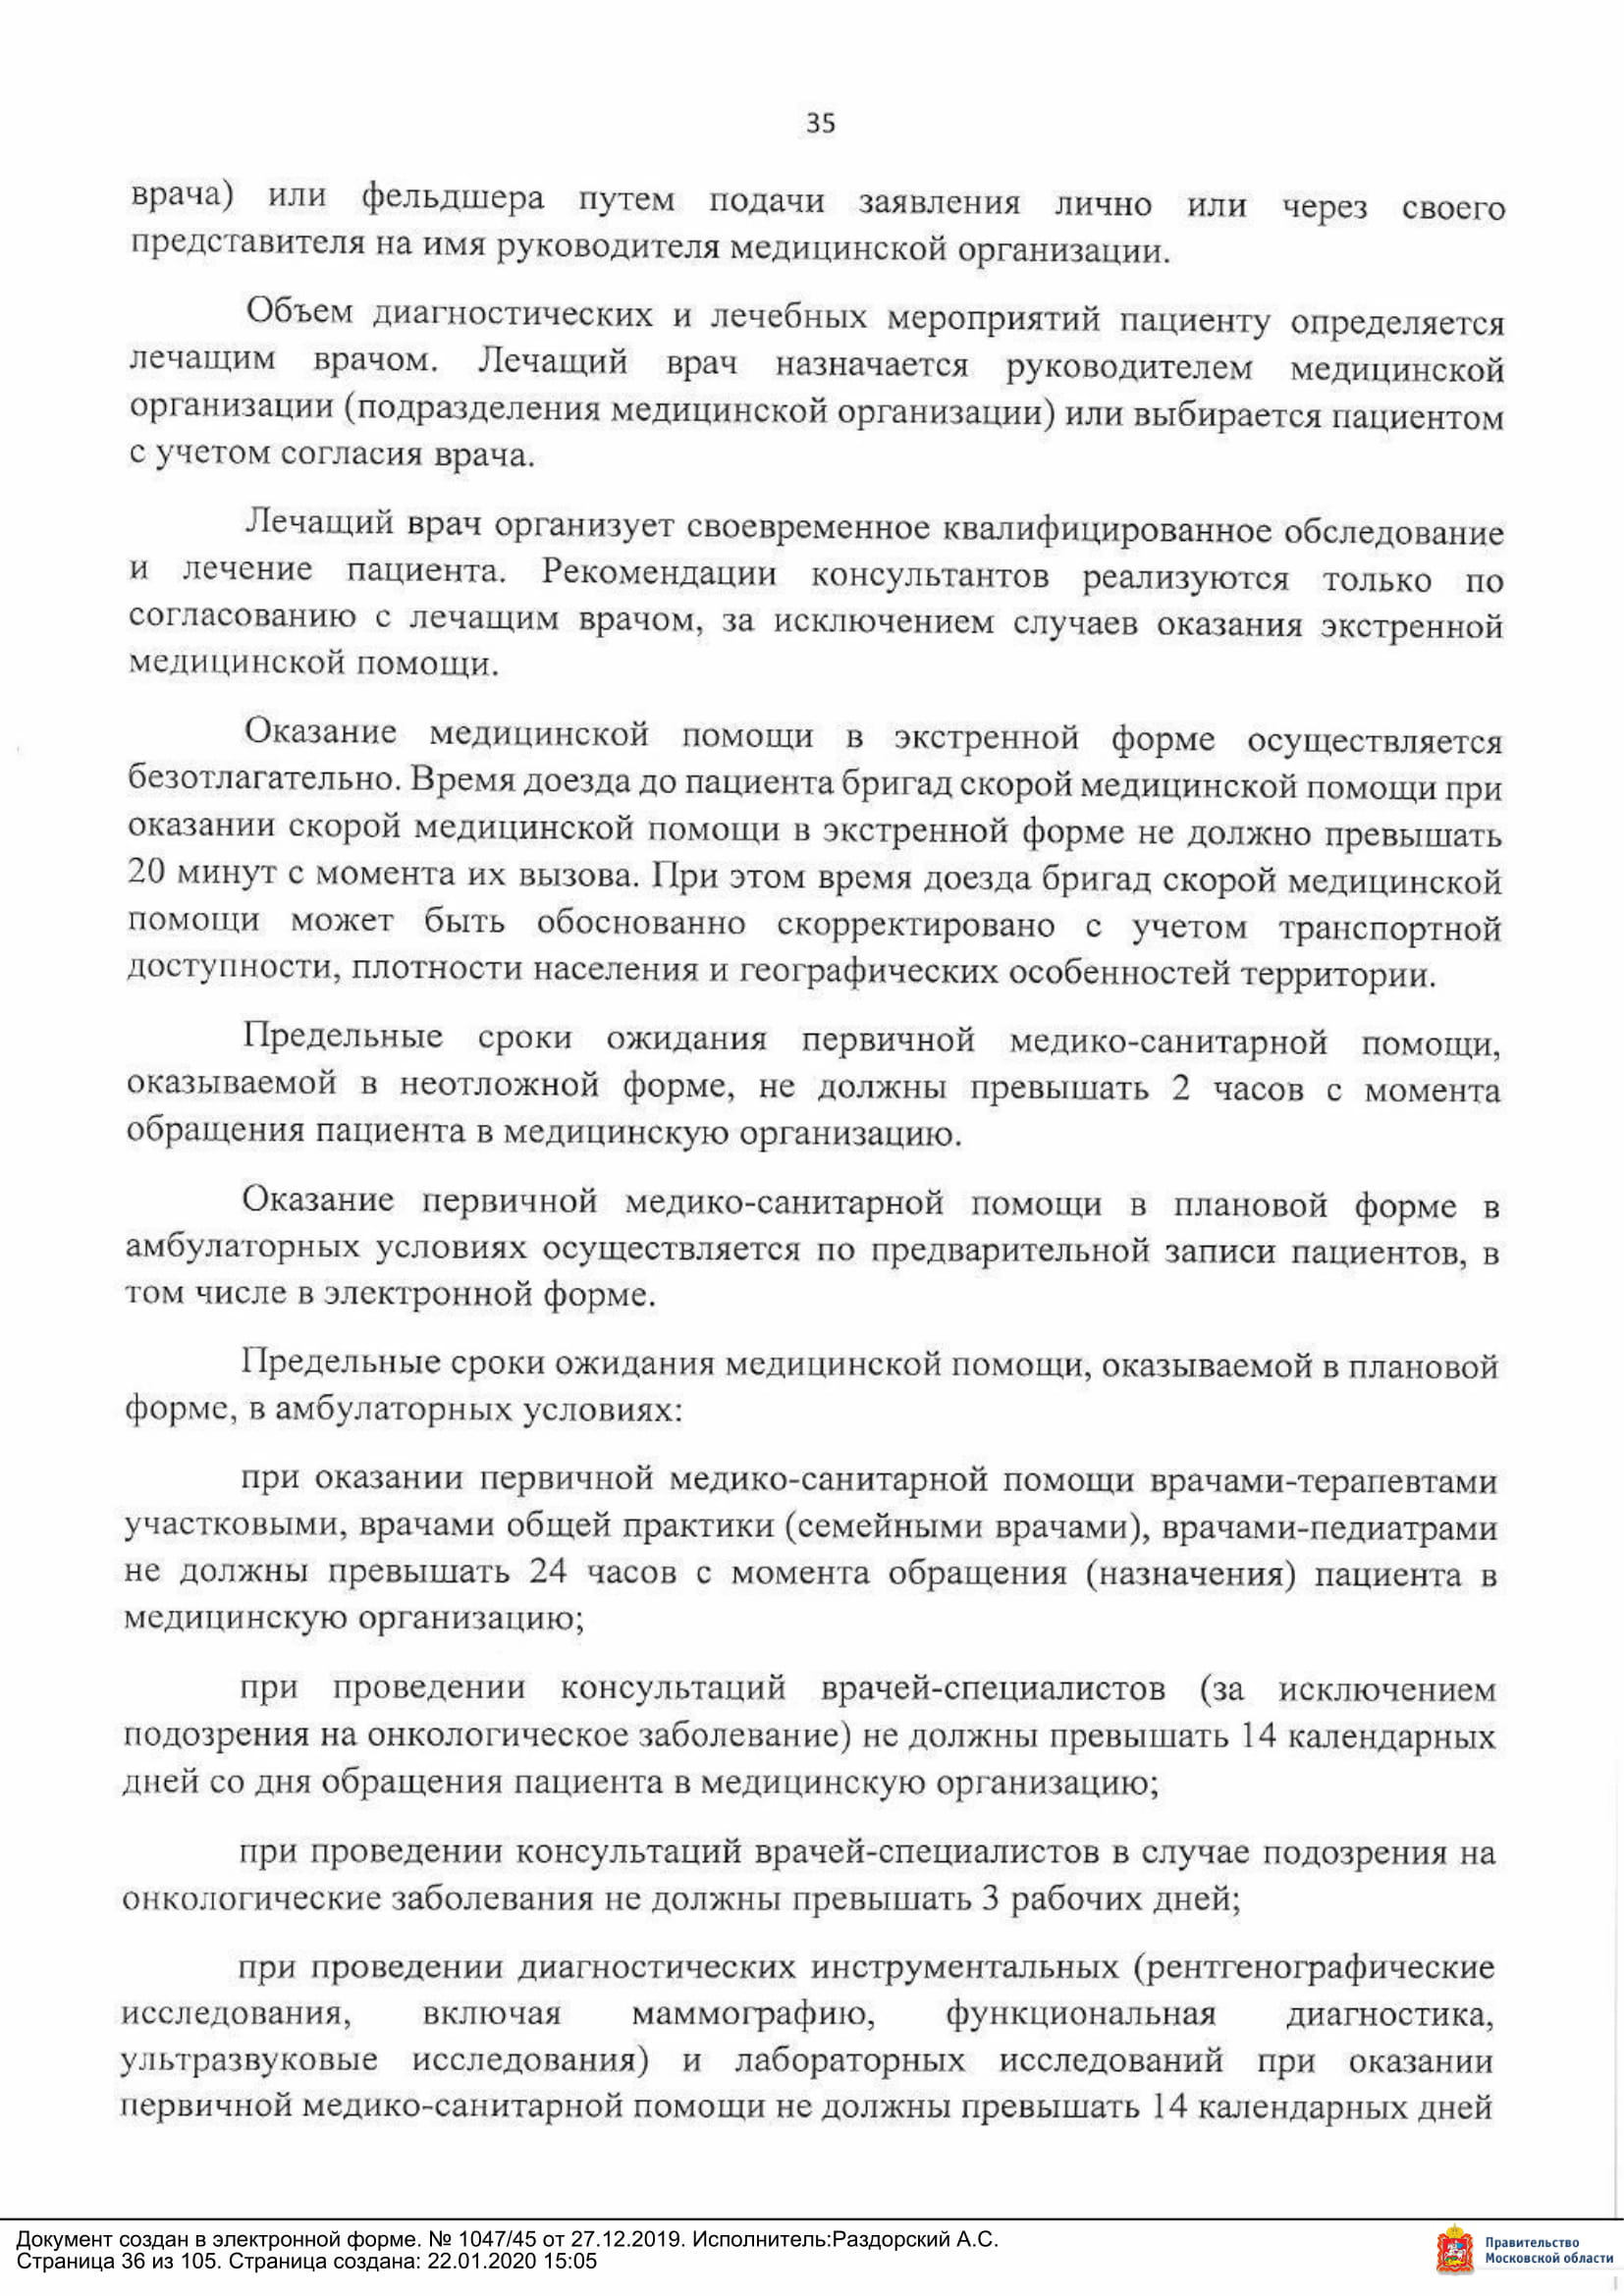 35
врача) или фельдшера путем подачи заявления лично или через своего
представителя на имя руководителя медицинской организации.
Объем диагностических и лечебных мероприятий пациенту определяется
лечащим врачом. Лечащий врач назначается руководителем медицинской
организации (подразделения медицинской организации) или выбирается пациентом
с учетом согласия врача.
Лечащий врач организует своевременное квалифицированное обследование
и лечение пациента. Рекомендации консультантов реализуются только по
согласованию с лечащим врачом, за исключением случаев оказания экстренной
медицинской помощи.
Оказание медицинской помощи в экстренной форме осуществляется
безотлагательно. Время доезда до пациента бригад скорой медицинской помощи при
оказании скорой медицинской помощи в экстренной форме не должно превышать
20 минут с момента их вызова. При этом время доезда бригад скорой медицинской
помощи может быть обоснованно скорректировано с учетом транспортной
доступности, плотности населения и географических особенностей территории.
Предельные сроки ожидания первичной медико-санитарной помощи,
оказываемой в неотложной форме, не должны превышать 2 часов с момента
обращения пациента в медицинскую организацию.
Оказание первичной медико-санитарной помощи в плановой форме в
амбулаторных условиях осуществляется по предварительной записи пациентов, в
том числе в электронной форме.
Предельные сроки ожидания медицинской помощи, оказываемой в плановой
форме, в амбулаторных условиях:
при оказании первичной медико-санитарной помощи врачами-терапевтами
участковыми, врачами общей практики (семейными врачами), врачами-педиатрами
не должны превышать 24 часов с момента обращения (назначения) пациента в
медицинскую организацию;
при проведении консультаций врачей-специалистов (за исключением
подозрения на онкологическое заболевание) не должны превышать 14 календарных
дней со дня обращения пациента в медицинскую организацию;
при проведении консультаций врачей-специалистов в случае подозрения на
онкологические заболевания не должны превышать 3 рабочих дней;
при проведении диагностических инструментальных (рентгенографические
исследования, включая маммографию, функциональная диагностика,
ультразвуковые исследования) и лабораторных исследований при оказании
первичной медико-санитарной помощи не должны превышать 14 календарных дней
Документ создан в электронной форме. № 1047/45 от 27.12.2019. Исполнитель:Раздорский А.С.
Страница 36 из 105. Страница создана: 22.01.2020 15:05
Правительство
Московской области